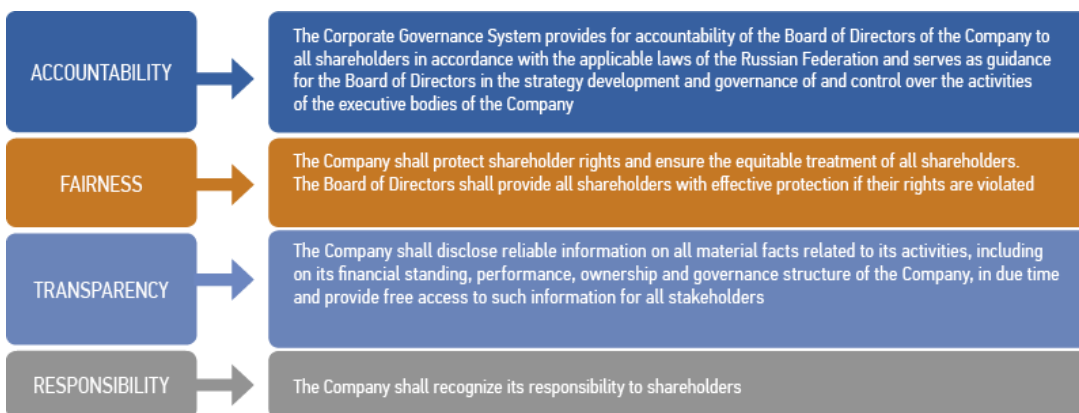 ACCOUNTABILITY
The Corporate Governance System provides for accountability of the Board of Directors of the Company to
all shareholders in accordance with the applicable laws of the Russian Federation and serves as guidance
for the Board of Directors in the strategy development and governance of and control over the activities
of the executive bodies of the Company
FAIRNESS
The Company shall protect shareholder rights and ensure the equitable treatment of all shareholders.
The Board of Directors shall provide all shareholders with effective protection if their rights are violated
TRANSPARENCY
The Company shall disclose reliable information on all material facts related to its activities, including
on its financial standing, performance, ownership and governance structure of the Company, in due time
and provide free access to such information for all stakeholders
RESPONSIBILITY
The Company shall recognize its responsibility to shareholders